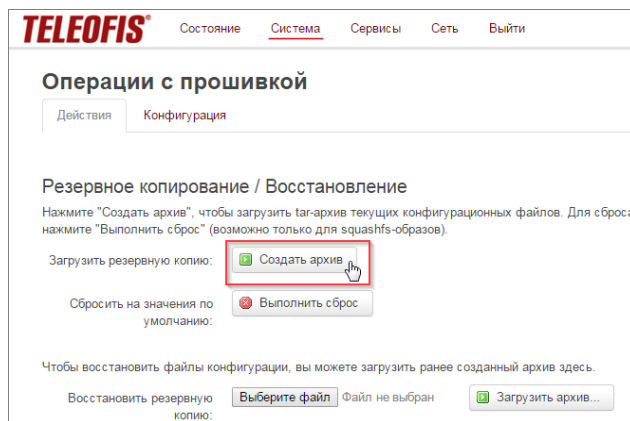 TELEOFIS® Состояние Система Сервисы Сеть Выйти
Операции с прошивкой
Действия Конфигурация
Резервное копирование / Восстановление
Нажмите "Создать архив", чтобы загрузить tar-архив текущих конфигурационных файлов. Для сброса
нажмите "Выполнить сброс" (возможно только для squashfs-образов).
Загрузить резервную копию: Создать архив
Сбросить на значения по Выполнить сброс
умолчанию:
Чтобы восстановить файлы конфигурации, вы можете загрузить ранее созданный архив здесь.
Восстановить резервную Выберите файл Файл не выбран Загрузить архив...
копию: